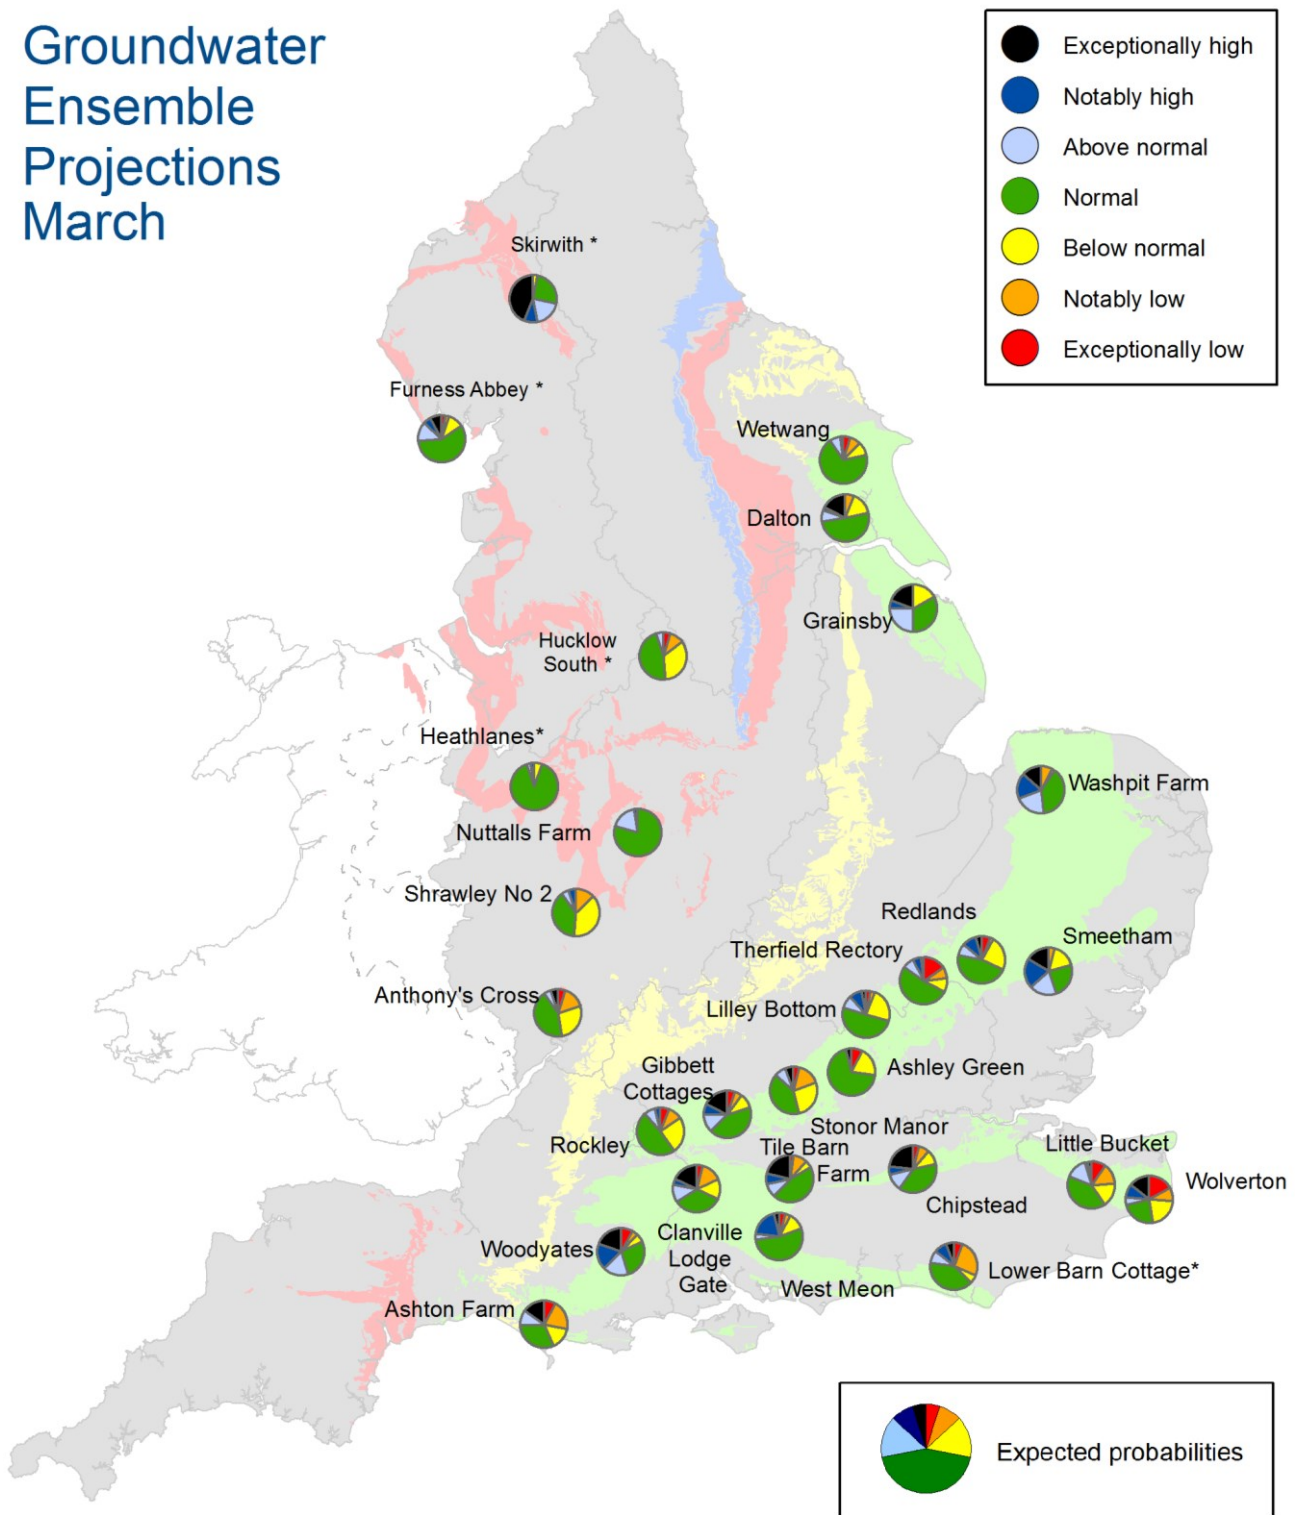 Groundwater
Ensemble
Projections
March
Exceptionally high
Notably high
Above normal
Normal
Below normal
Notably low
Exceptionally low
Skirwith *
Furness Abbey *
Wetwang
Dalton
Grainsby
Hucklow
South *
Heathlanes*
Nuttalls Farm
Washpit Farm
Shrawley No 2
Redlands
Smeetham
Therfield Rectory
Anthony's Cross
Lilley Bottom
Gibbett
Cottages
Ashley Green
Rockley
Stonor Manor
Tile Barn
Farm
Little Bucket
Wolverton
Chipstead
Woodyates
Clanville
Lodge
Gate
West Meon
Lower Barn Cottage*
Ashton Farm
Expected probabilities